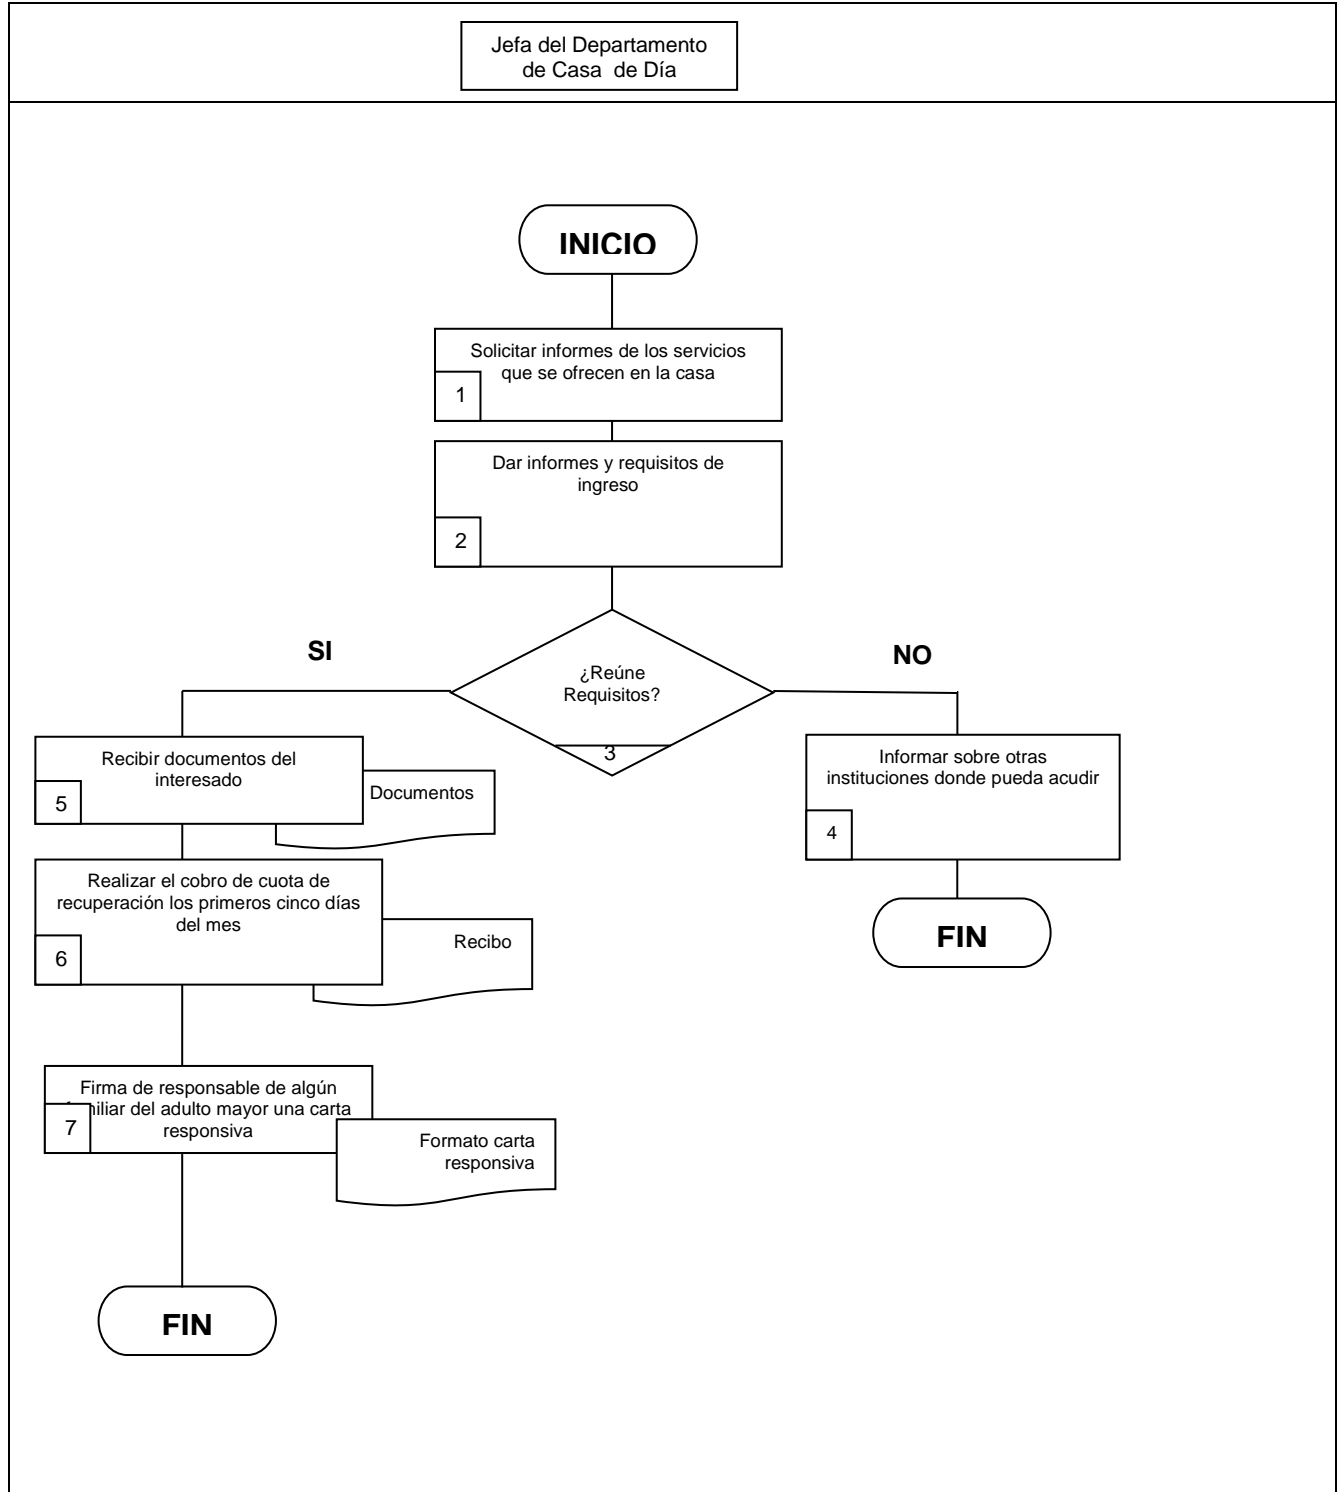 Jefa del Departamento
de Casa de Día
INICIO
Solicitar informes de los servicios
que se ofrecen en la casa
1
Dar informes y requisitos de
ingreso
2
SI
NO
¿Reúne
Requisitos?
3
Recibir documentos del
interesado
5
Documentos
Informar sobre otras
instituciones donde pueda acudir
4
Realizar el cobro de cuota de
recuperación los primeros cinco días
del mes
6
Recibo
FIN
Firma de responsable de algún
familiar del adulto mayor una carta
responsiva
7
Formato carta
responsiva
FIN